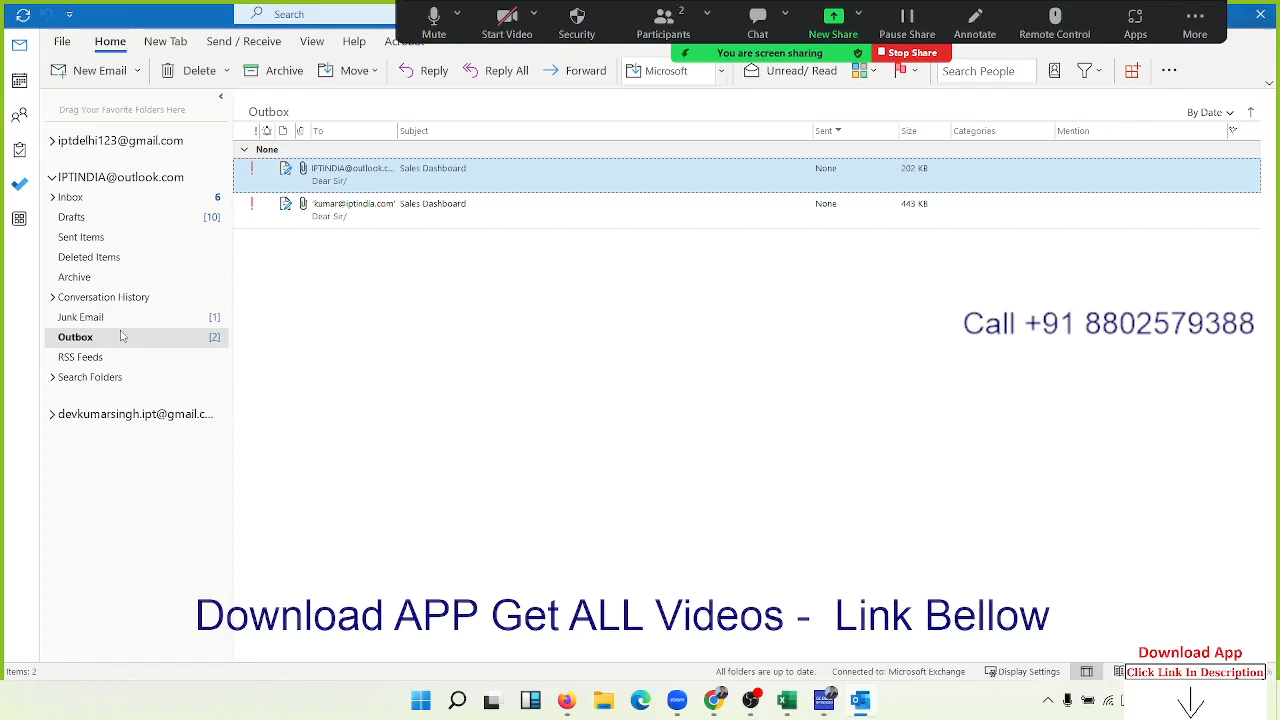 Search
Mute
Start Video
Security
Participants
2
Chat
New Share
Pause Share
Annotate
Remote Control
Apps
More
You are screen sharing
Stop Share
File
Home
New Tab
Send / Receive
View
Help
New Email
Delete
Archive
Move
Reply
Reply All
Forward
Microsoft
Unread/ Read
Search People
Drag Your Favorite Folders Here
iptdelhi123@gmail.com
IPTINDIA@outlook.com
Inbox 6
Drafts [10]
Sent Items
Deleted Items
Archive
Conversation History
Junk Email [1]
Outbox [2]
RSS Feeds
Search Folders
devkumarsingh.ipt@gmail.c...
Outbox
By Date
To Subject Sent Size Categories Mention
None
IPTINDIA@outlook.c... Sales Dashboard None 202 KB
Dear Sir/
'kumar@iptindia.com' Sales Dashboard None 443 KB
Dear Sir/
Call +91 8802579388
Download APP Get ALL Videos - Link Bellow
Download App
Click Link In Description
Items: 2
All folders are up to date.
Connected to: Microsoft Exchange
Display Settings